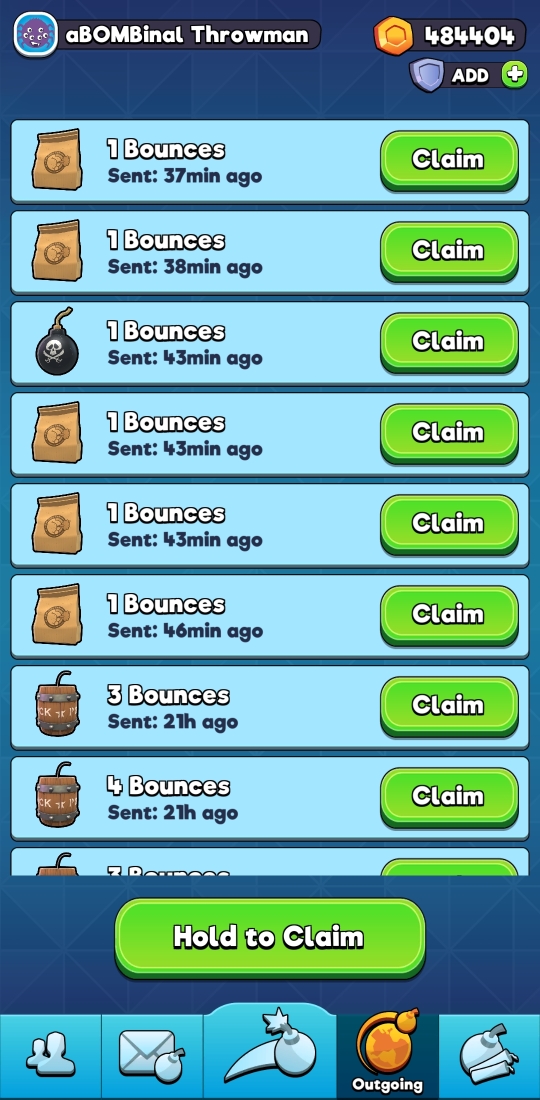 aBOMBinal Throwman
484404
ADD
1 Bounces
Sent: 37min ago
Claim
1 Bounces
Sent: 38min ago
Claim
1 Bounces
Sent: 43min ago
Claim
1 Bounces
Sent: 43min ago
Claim
1 Bounces
Sent: 43min ago
Claim
1 Bounces
Sent: 46min ago
Claim
3 Bounces
Sent: 21h ago
Claim
4 Bounces
Sent: 21h ago
Claim
3 Bounces
Hold to Claim
Outgoing